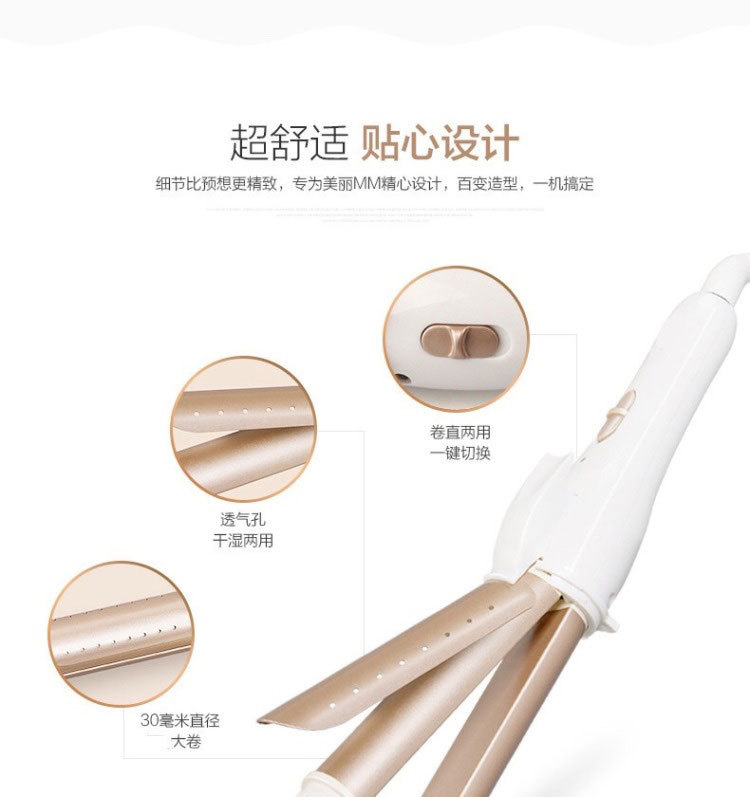 超舒适 贴心设计
细节比预想更精致，专为美丽MM精心设计，百变造型，一机搞定
卷直两用
一键切换
透气孔
干湿两用
30毫米直径
大卷